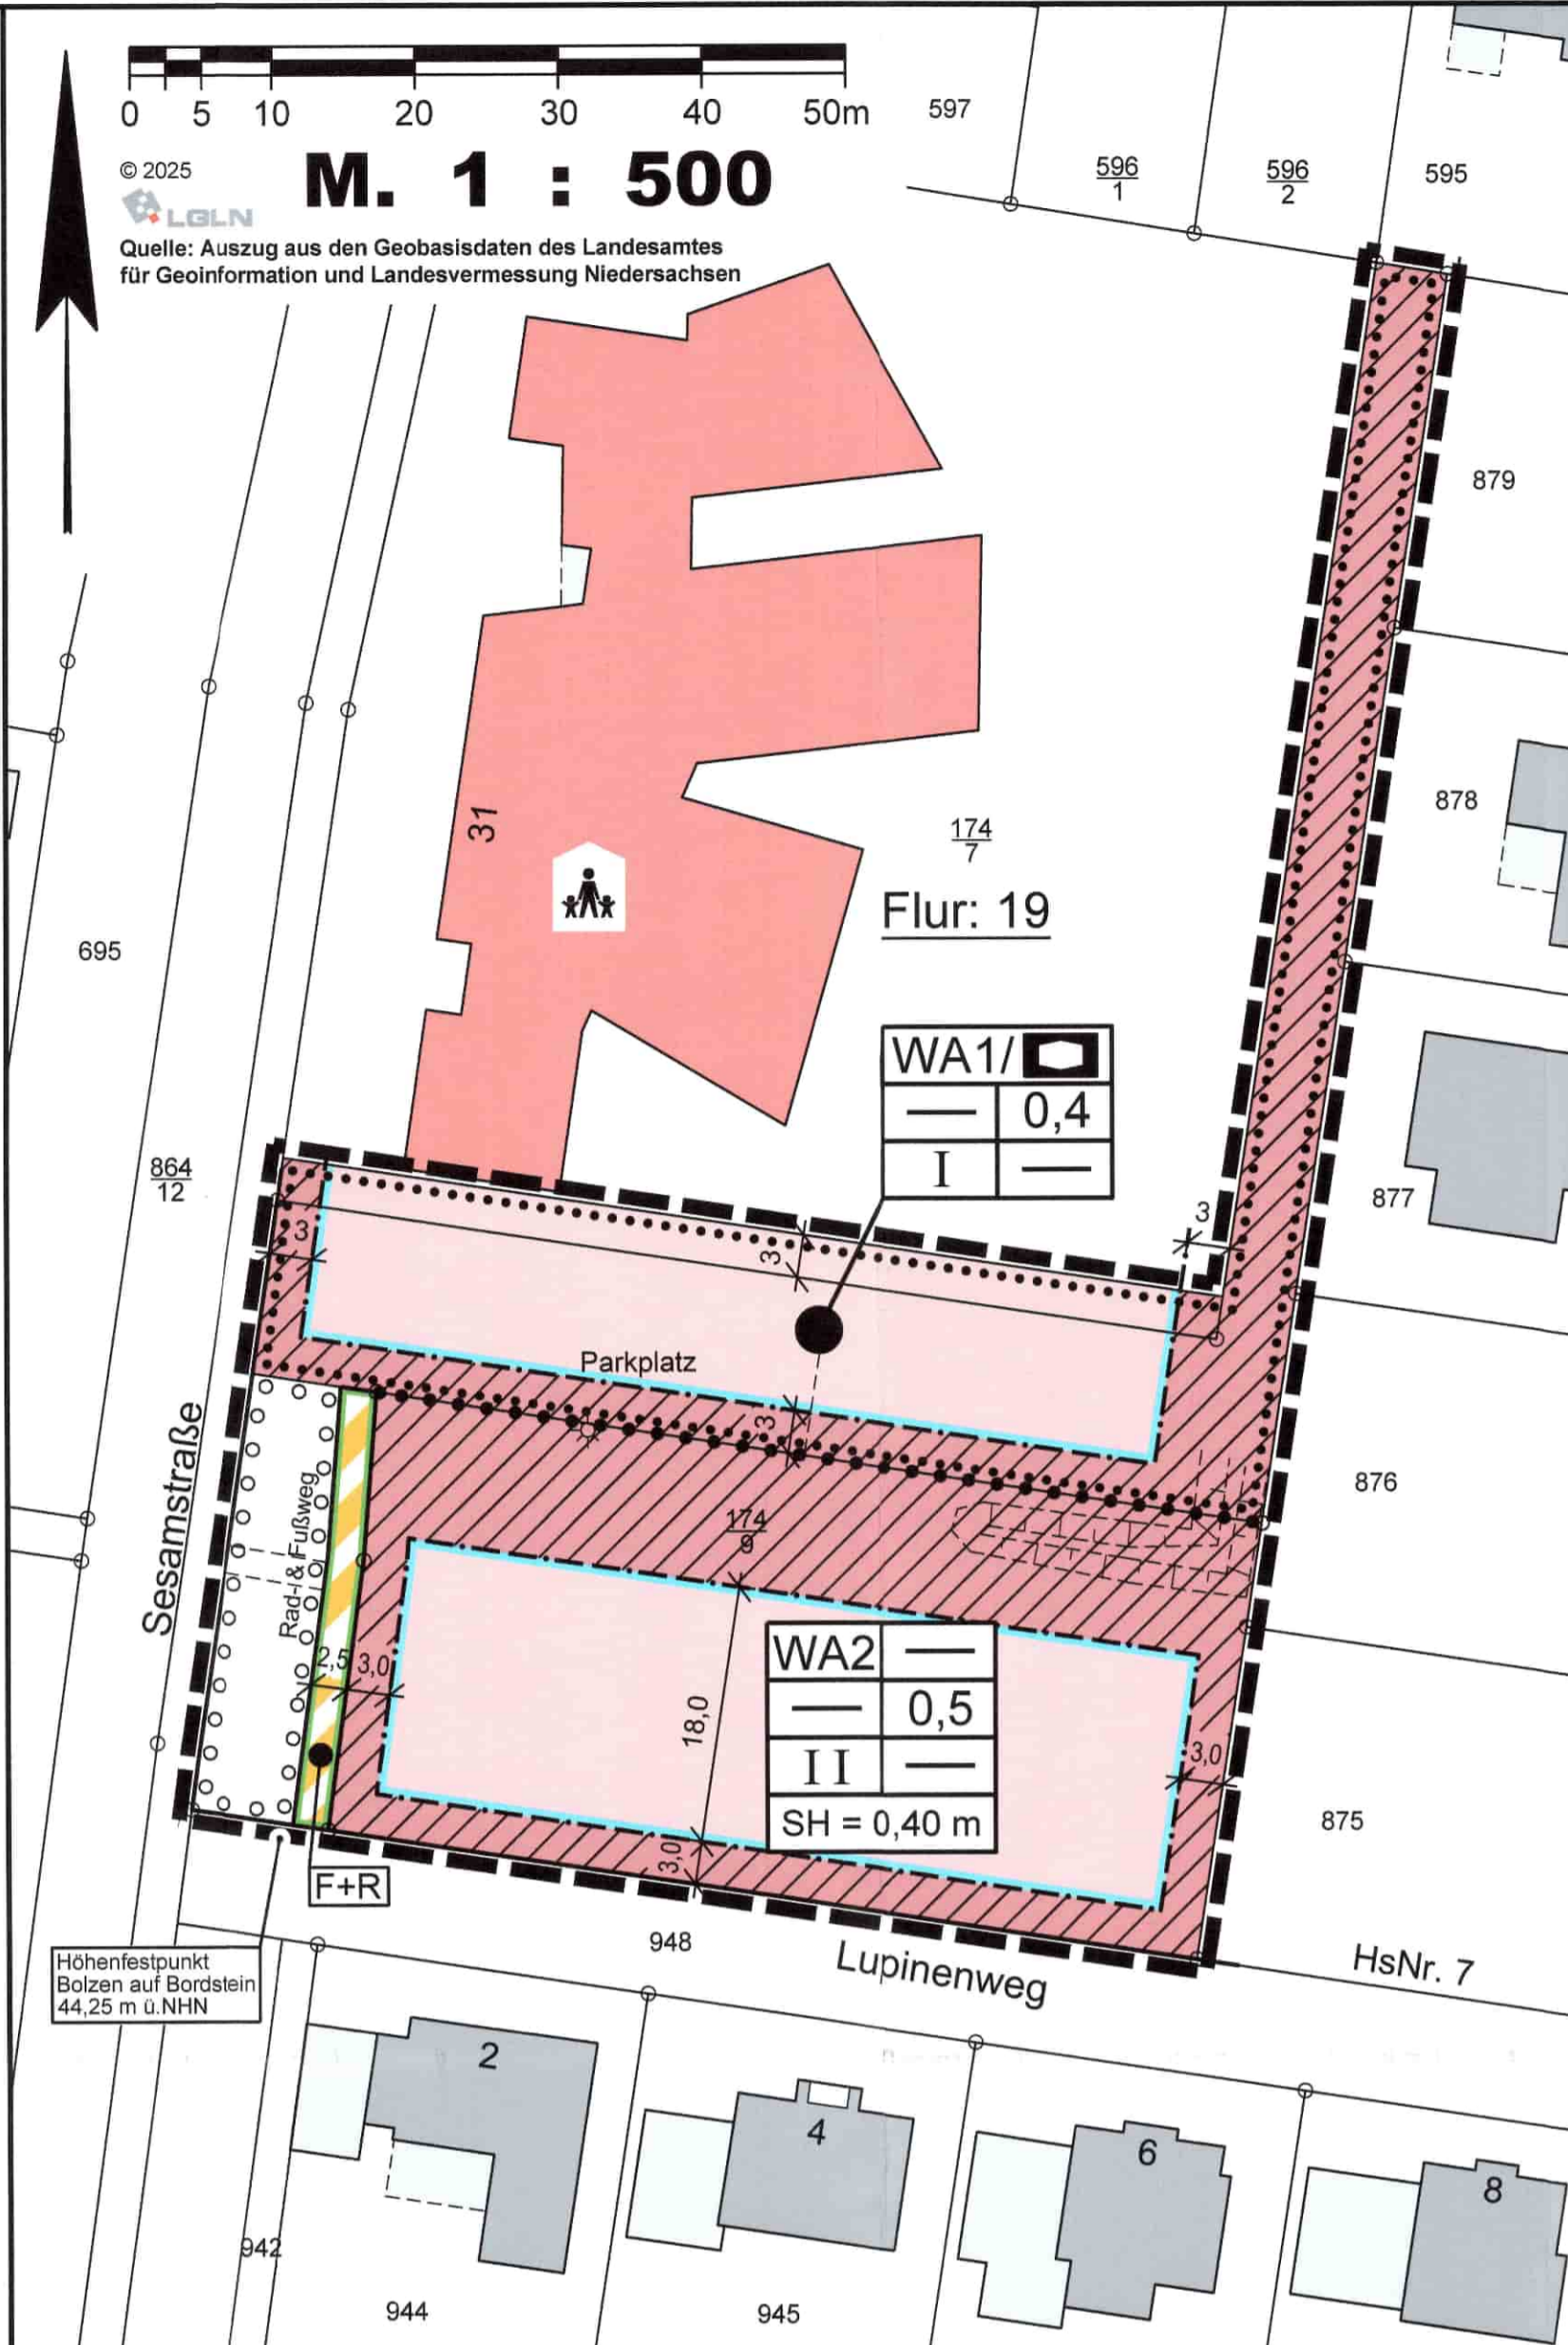 0 5 10 20 30 40 50m
© 2025
M. 1 : 500
LGLN
Quelle: Auszug aus den Geobasisdaten des Landesamtes
für Geoinformation und Landesvermessung Niedersachsen
597
596
1
596
2
595
879
878
31
174
7
Flur: 19
695
WA1/
— 0,4
I —
864
12
877
3
3
3
Parkplatz
3
Sesamstraße
Rad- & Fußweg
174
9
876
2,5
3,0
18,0
WA2 —
— 0,5
II —
SH = 0,40 m
3,0
3,0
875
F+R
948
Lupinenweg
HsNr. 7
Höhenfestpunkt
Bolzen auf Bordstein
44,25 m ü.NHN
2
4
6
8
942
944
945